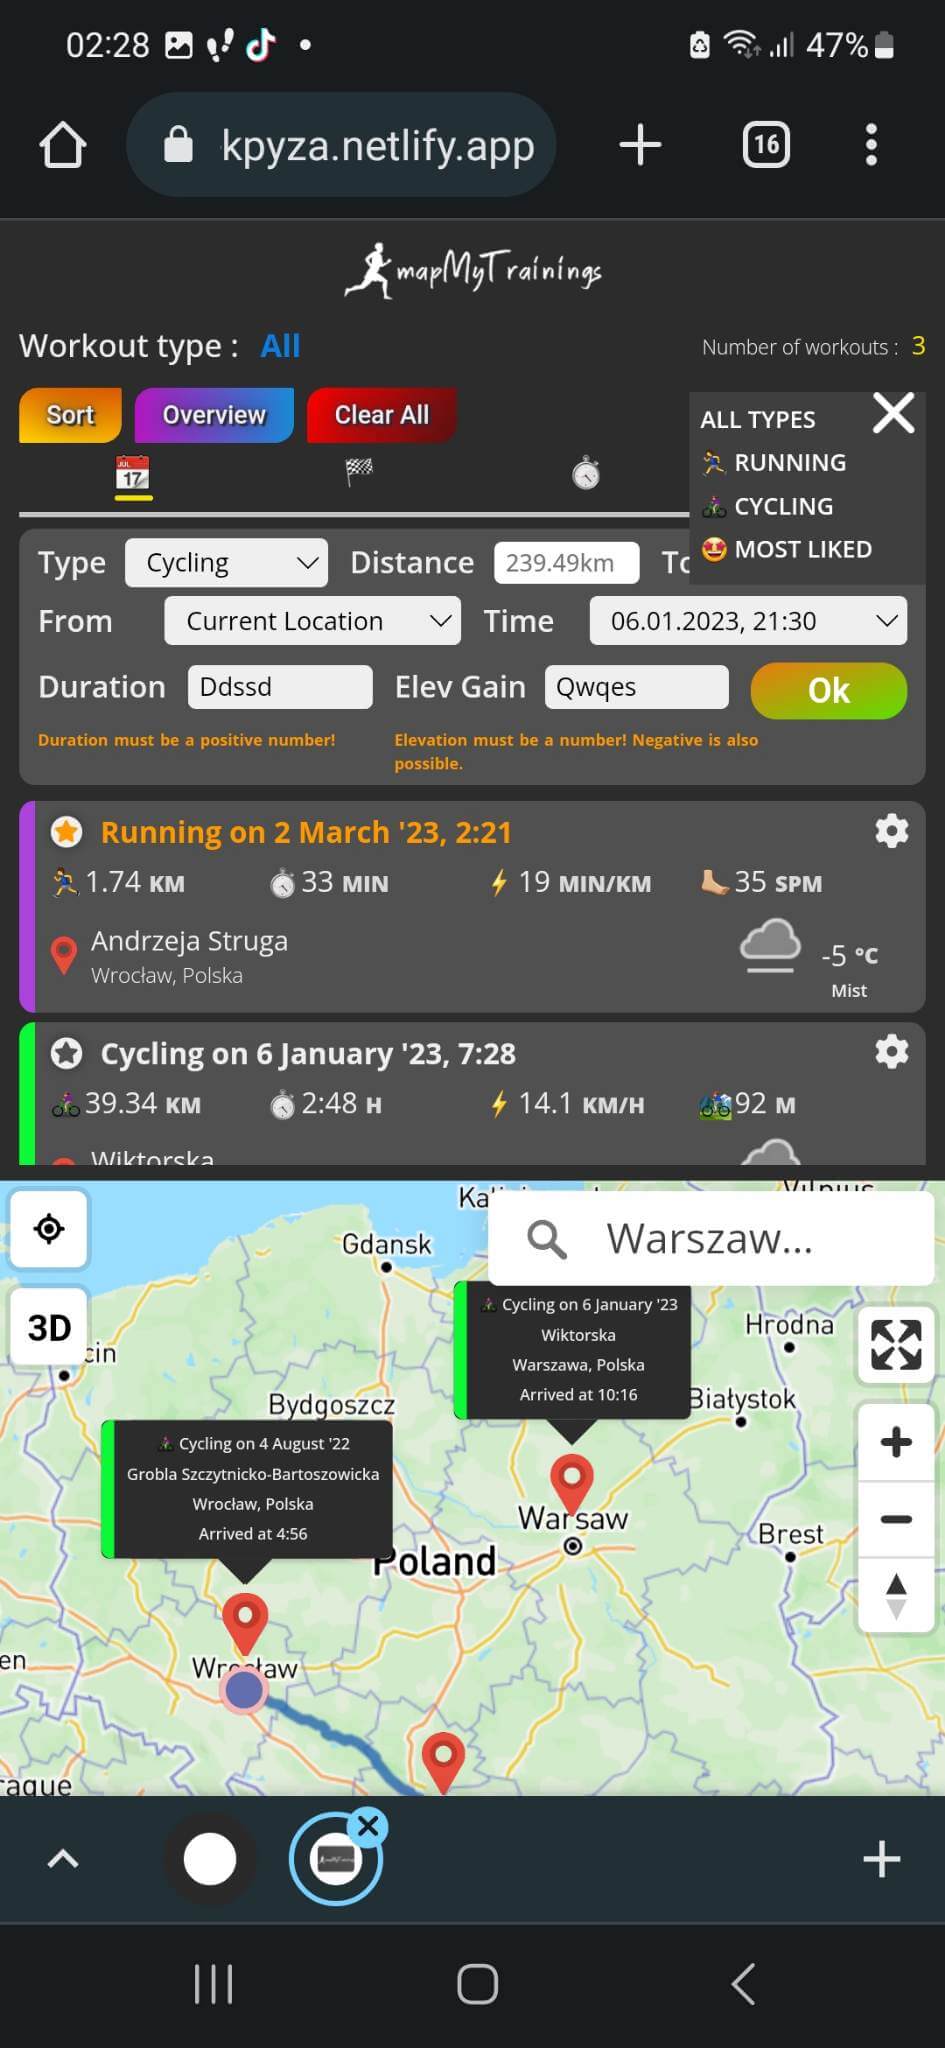 02:28
47%
kpyza.netlify.app
16
mapMyTrainings
Workout type : All
Number of workouts : 3
Sort
Overview
Clear All
ALL TYPES
RUNNING
CYCLING
MOST LIKED
JUL
17
Type
Cycling
Distance
239.49km
From
Current Location
Time
06.01.2023, 21:30
Duration
Ddssd
Elev Gain
Qwqes
Ok
Duration must be a positive number!
Elevation must be a number! Negative is also
possible.
Running on 2 March '23, 2:21
1.74 KM
33 MIN
19 MIN/KM
35 SPM
Andrzeja Struga
Wrocław, Polska
-5 °C
Mist
Cycling on 6 January '23, 7:28
39.34 KM
2:48 H
14.1 KM/H
92 M
Wiktorska
Vilnius
Warszaw...
Gdansk
3D
cin
Cycling on 6 January '23
Wiktorska
Warszawa, Polska
Arrived at 10:16
Hrodna
Białystok
Bydgoszcz
Cycling on 4 August '22
Grobla Szczytnicko-Bartoszowicka
Wrocław, Polska
Arrived at 4:56
Warsaw
Brest
Poland
en
Wrocław
rague